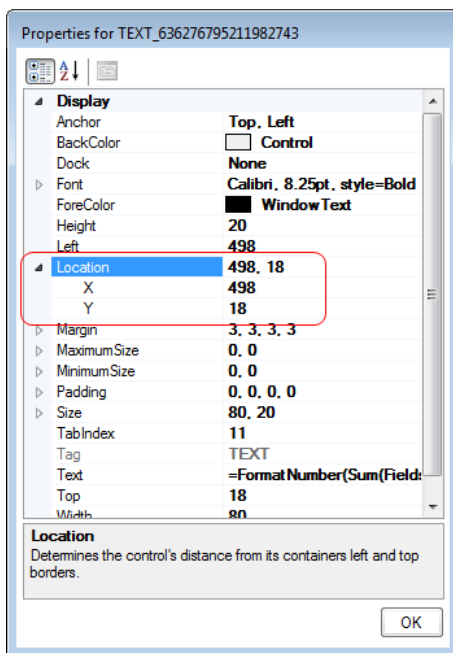 Properties for TEXT_636276795211982743
A
Z
Display
Anchor Top, Left
BackColor Control
Dock None
Font Calibri, 8.25pt, style=Bold
ForeColor WindowText
Height 20
Left 498
Location 498, 18
X 498
Y 18
Margin 3, 3, 3, 3
MaximumSize 0, 0
MinimumSize 0, 0
Padding 0, 0, 0, 0
Size 80, 20
TabIndex 11
Tag TEXT
Text =FormatNumber(Sum(Fields
Top 18
Width 80
Location
Determines the control's distance from its containers left and top
borders.
OK